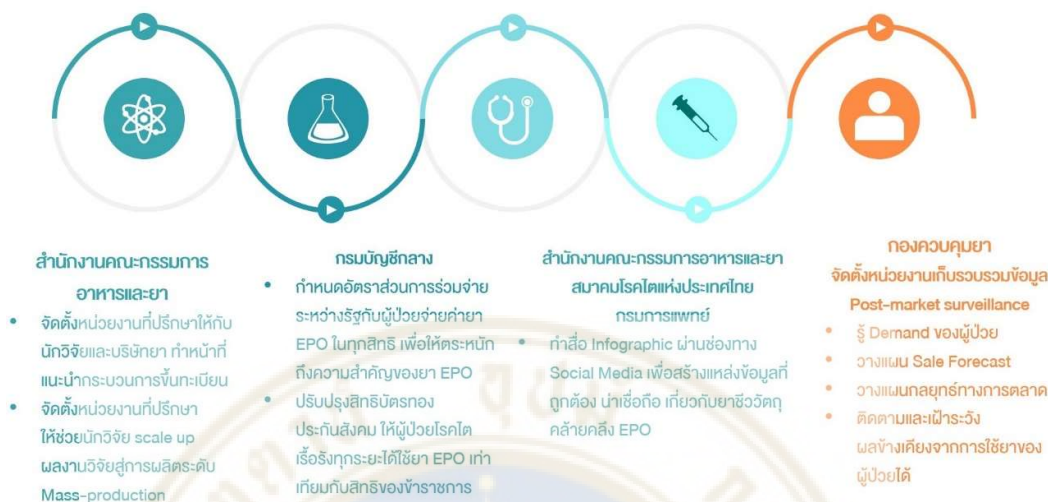 สำนักงานคณะกรรมการ
อาหารและยา
• จัดตั้งหน่วยงานที่ปรึกษาให้กับ
นักวิจัยและบริษัทยา ทำหน้าที่
แนะนำกระบวนการขึ้นทะเบียน
• จัดตั้งหน่วยงานที่ปรึกษา
ให้ช่วยนักวิจัย scale up
ผลงานวิจัยสู่การผลิตระดับ
Mass-production
กรมบัญชีกลาง
• กำหนดอัตราส่วนการร่วมจ่าย
ระหว่างรัฐกับผู้ป่วยจ่ายค่ายา
EPO ในทุกสิทธิ เพื่อให้ตระหนัก
ถึงความสำคัญของยา EPO
• ปรับปรุงสิทธิบัตรทอง
ประกันสังคม ให้ผู้ป่วยโรคไต
เรื้อรังทุกระยะได้ใช้ยา EPO เท่า
เทียมกับสิทธิของข้าราชการ
สำนักงานคณะกรรมการอาหารและยา
สมาคมโรคไตแห่งประเทศไทย
กรมการแพทย์
• ทำสื่อ Infographic ผ่านช่องทาง
Social Media เพื่อสร้างแหล่งข้อมูลที่
ถูกต้อง น่าเชื่อถือ เกี่ยวกับยาชีววัตถุ
คล้ายคลึง EPO
กองควบคุมยา
จัดตั้งหน่วยงานเก็บรวบรวมข้อมูล
Post-market surveillance
• รู้ Demand ของผู้ป่วย
• วางแผน Sale Forecast
• วางแผนกลยุทธ์ทางการตลาด
• ติดตามและเฝ้าระวัง
ผลข้างเคียงจากการใช้ยาของ
ผู้ป่วยได้